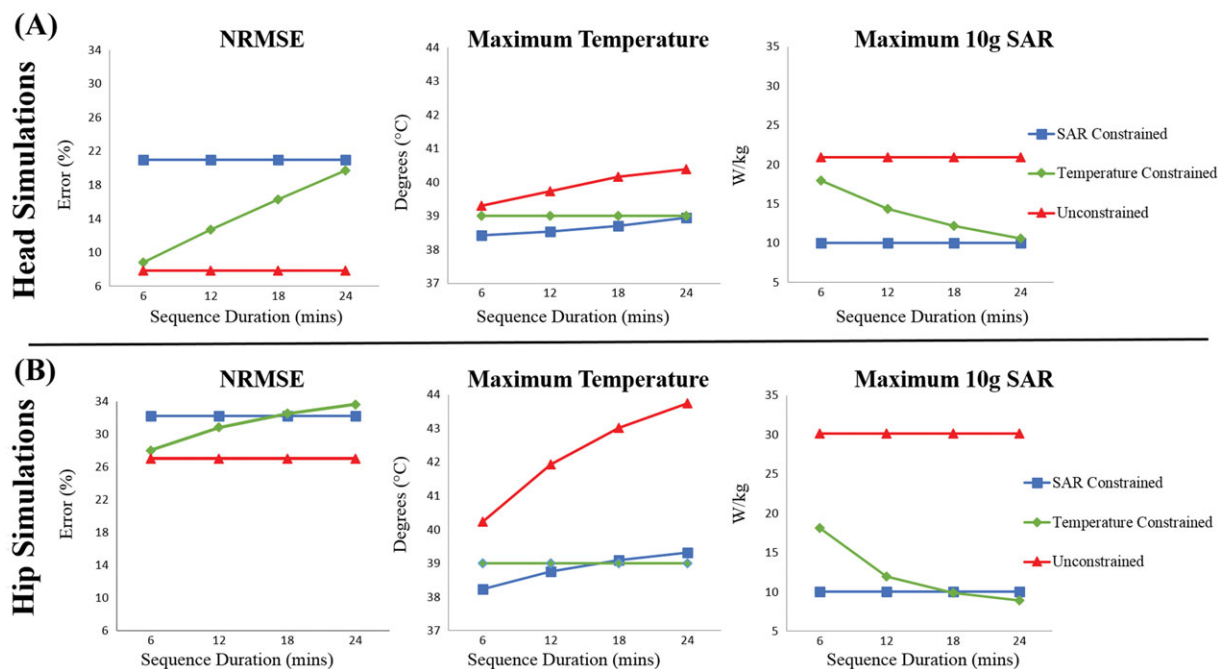 (A)
Head Simulations
NRMSE
Error (%)
34
30
26
22
18
14
10
6
6 12 18 24
Sequence Duration (mins)
Maximum Temperature
Degrees (°C)
44
43
42
41
40
39
38
37
6 12 18 24
Sequence Duration (mins)
Maximum 10g SAR
W/kg
35
30
25
20
15
10
5
6 12 18 24
Sequence Duration (mins)
SAR Constrained
Temperature Constrained
Unconstrained
(B)
Hip Simulations
NRMSE
Error (%)
34
30
26
22
18
14
10
6
6 12 18 24
Sequence Duration (mins)
Maximum Temperature
Degrees (°C)
44
43
42
41
40
39
38
37
6 12 18 24
Sequence Duration (mins)
Maximum 10g SAR
W/kg
35
30
25
20
15
10
5
6 12 18 24
Sequence Duration (mins)
SAR Constrained
Temperature Constrained
Unconstrained